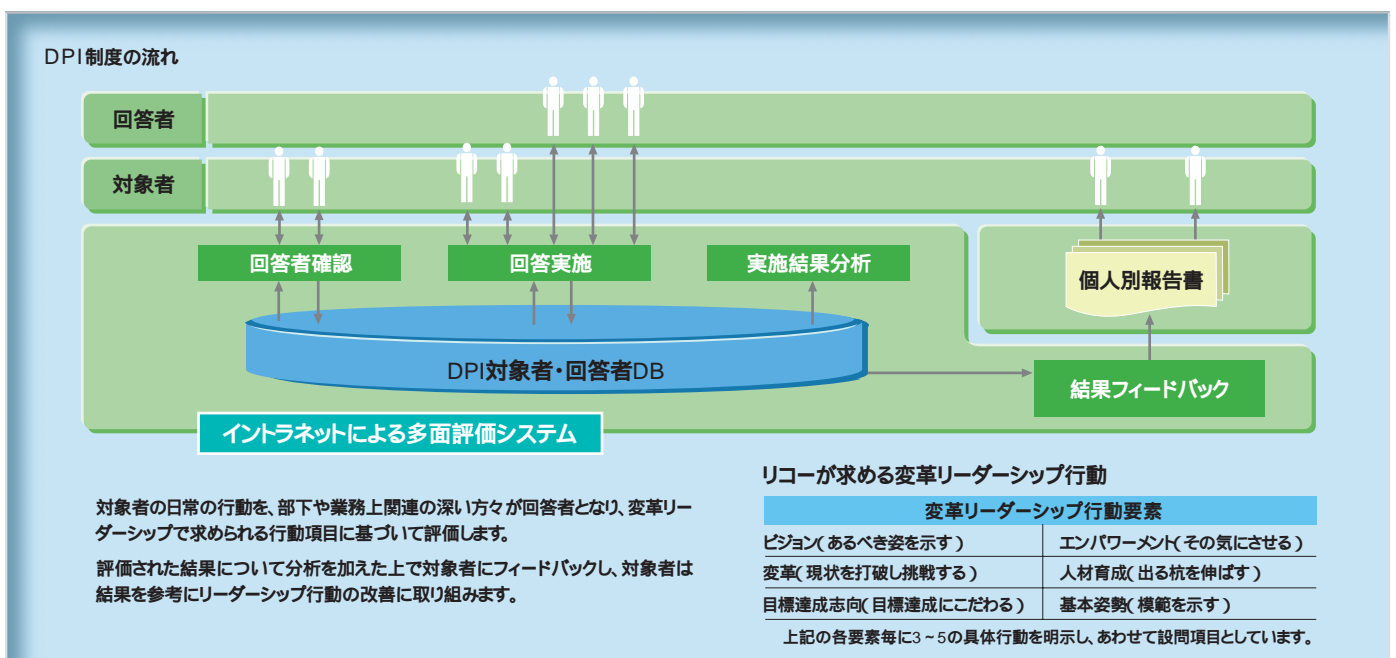 DPI制度の流れ
回答者
対象者
回答者確認
回答実施
実施結果分析
個人別報告書
DPI対象者・回答者DB
結果フィードバック
イントラネットによる多面評価システム
対象者の日常の行動を、部下や業務上関連の深い方々が回答者となり、変革リー
ダーシップで求められる行動項目に基づいて評価します。
評価された結果について分析を加えた上で対象者にフィードバックし、対象者は
結果を参考にリーダーシップ行動の改善に取り組みます。
リコーが求める変革リーダーシップ行動
変革リーダーシップ行動要素
ビジョン(あるべき姿を示す) エンパワーメント(その気にさせる)
変革(現状を打破し挑戦する) 人材育成(出る杭を伸ばす)
目標達成志向(目標達成にこだわる) 基本姿勢(模範を示す)
上記の各要素毎に3~5の具体行動を明示し、あわせて設問項目としています。